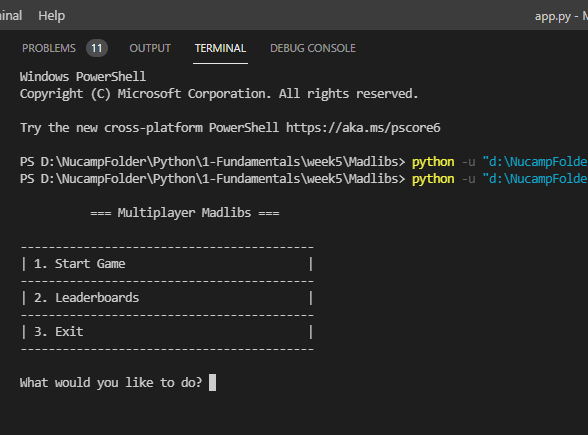 minal Help app.py - M
PROBLEMS 11 OUTPUT TERMINAL DEBUG CONSOLE
Windows PowerShell
Copyright (C) Microsoft Corporation. All rights reserved.
Try the new cross-platform PowerShell https://aka.ms/pscore6
PS D:\NucampFolder\Python\1-Fundamentals\week5\Madlibs> python -u "d:\NucampFolde
PS D:\NucampFolder\Python\1-Fundamentals\week5\Madlibs> python -u "d:\NucampFolde
=== Multiplayer Madlibs ===
------------------------------------------
| 1. Start Game |
------------------------------------------
| 2. Leaderboards |
------------------------------------------
| 3. Exit |
------------------------------------------
What would you like to do?